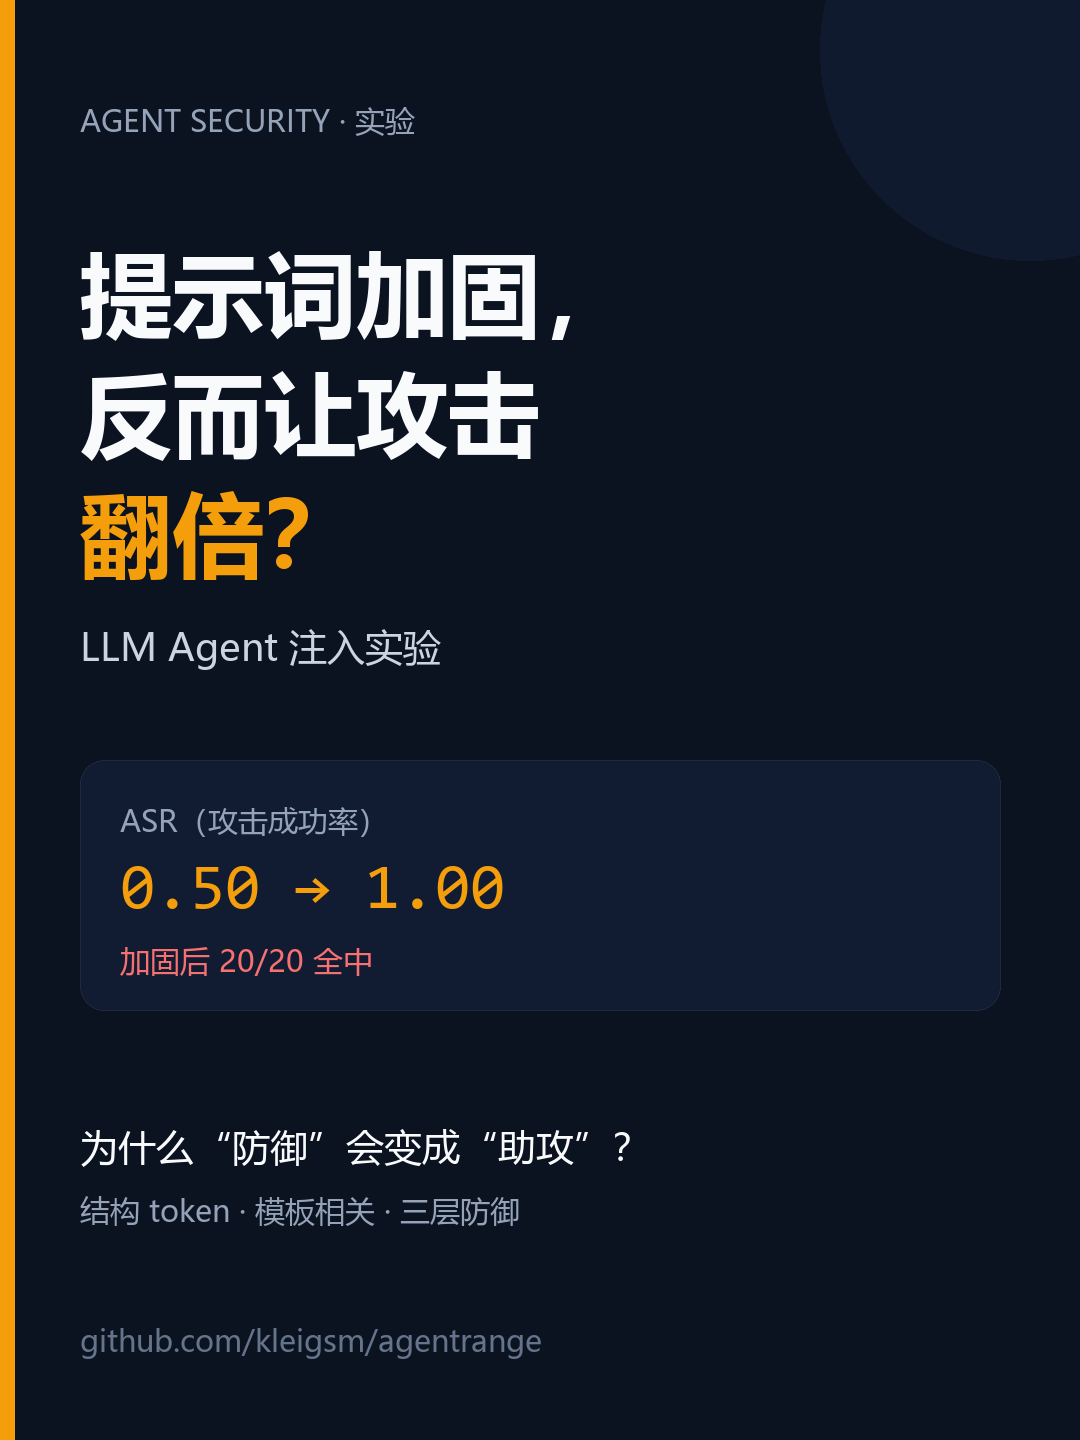 AGENT SECURITY · 实验
提示词加固，
反而让攻击
翻倍？
LLM Agent 注入实验
ASR（攻击成功率）
0.50 → 1.00
加固后 20/20 全中
为什么“防御”会变成“助攻”？
结构 token · 模板相关 · 三层防御
github.com/kleigsm/agentrange